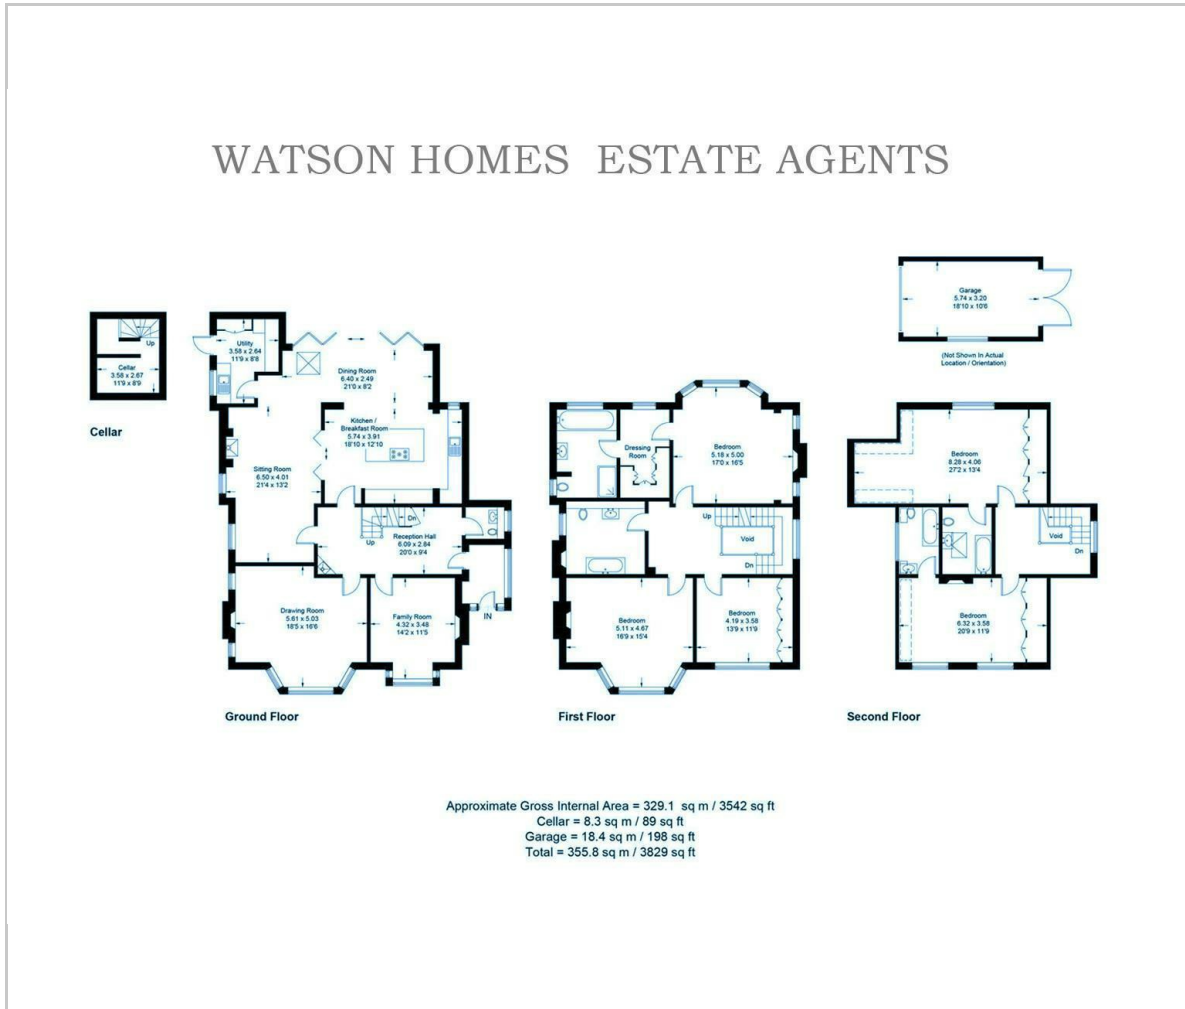 WATSON HOMES ESTATE AGENTS
Garage
5.74 x 3.20
18'10 x 10'6
(Not Shown In Actual
Location / Orientation)
Up
Cellar
3.58 x 2.67
11'9 x 8'9
Cellar
Utility
3.58 x 2.64
11'9 x 8'8
Dining Room
6.40 x 2.49
21'0 x 8'2
Kitchen /
Breakfast Room
5.74 x 3.91
18'10 x 12'10
Sitting Room
6.50 x 4.01
21'4 x 13'2
Dn
Up
Reception Hall
6.09 x 2.84
20'0 x 9'4
Drawing Room
5.61 x 5.03
18'5 x 16'6
Family Room
4.32 x 3.48
14'2 x 11'5
IN
Ground Floor
Dressing
Room
Bedroom
5.18 x 5.00
17'0 x 16'5
Up
Void
Dn
Bedroom
5.11 x 4.67
16'9 x 15'4
Bedroom
4.19 x 3.58
13'9 x 11'9
First Floor
Bedroom
8.28 x 4.06
27'2 x 13'4
Void
Dn
Bedroom
6.32 x 3.58
20'9 x 11'9
Second Floor
Approximate Gross Internal Area = 329.1 sq m / 3542 sq ft
Cellar = 8.3 sq m / 89 sq ft
Garage = 18.4 sq m / 198 sq ft
Total = 355.8 sq m / 3829 sq ft